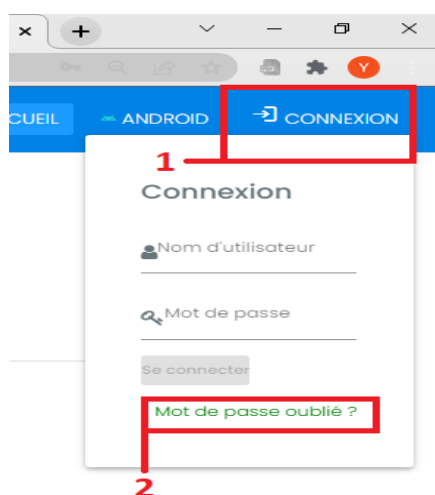 CUEIL ANDROID CONNEXION
1
Connexion
Nom d'utilisateur
Mot de passe
Se connecter
Mot de passe oublié ?
2
Y